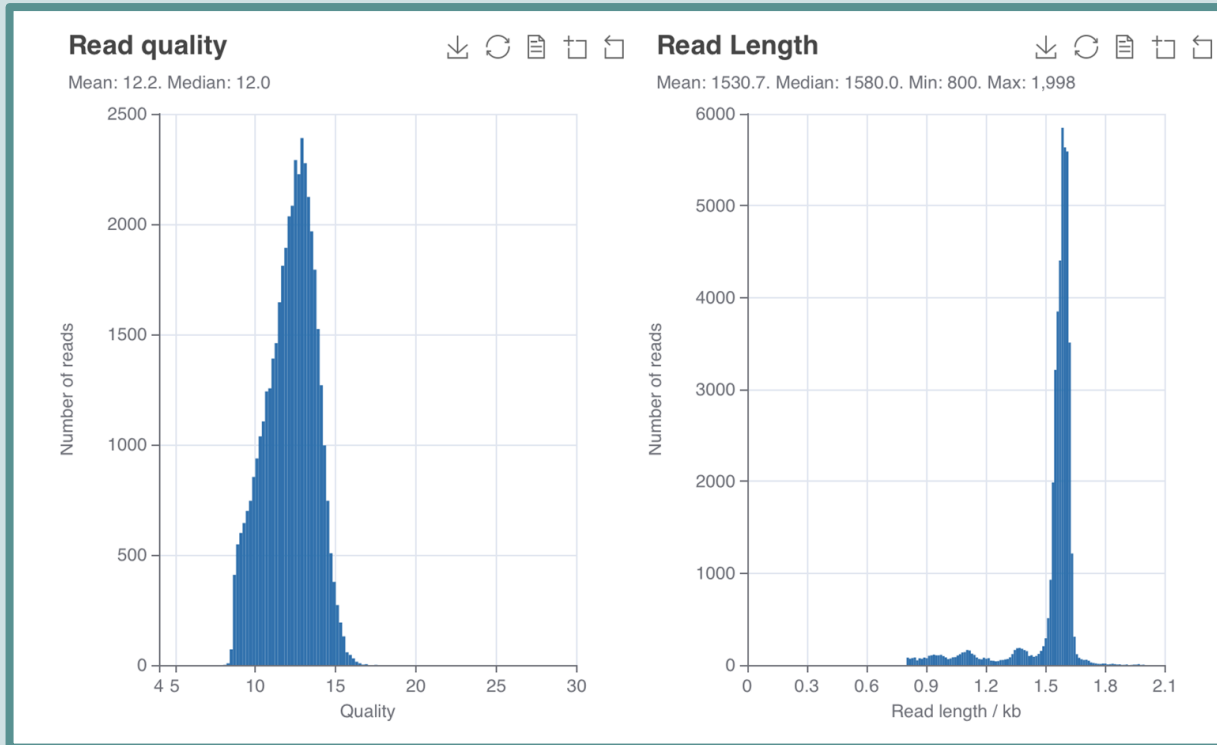 Read quality
Mean: 12.2. Median: 12.0
2500
2000
1500
1000
500
0
4 5 10 15 20 25 30
Quality
Number of reads
Read Length
Mean: 1530.7. Median: 1580.0. Min: 800. Max: 1,998
6000
5000
4000
3000
2000
1000
0
0 0.3 0.6 0.9 1.2 1.5 1.8 2.1
Read length / kb
Number of reads